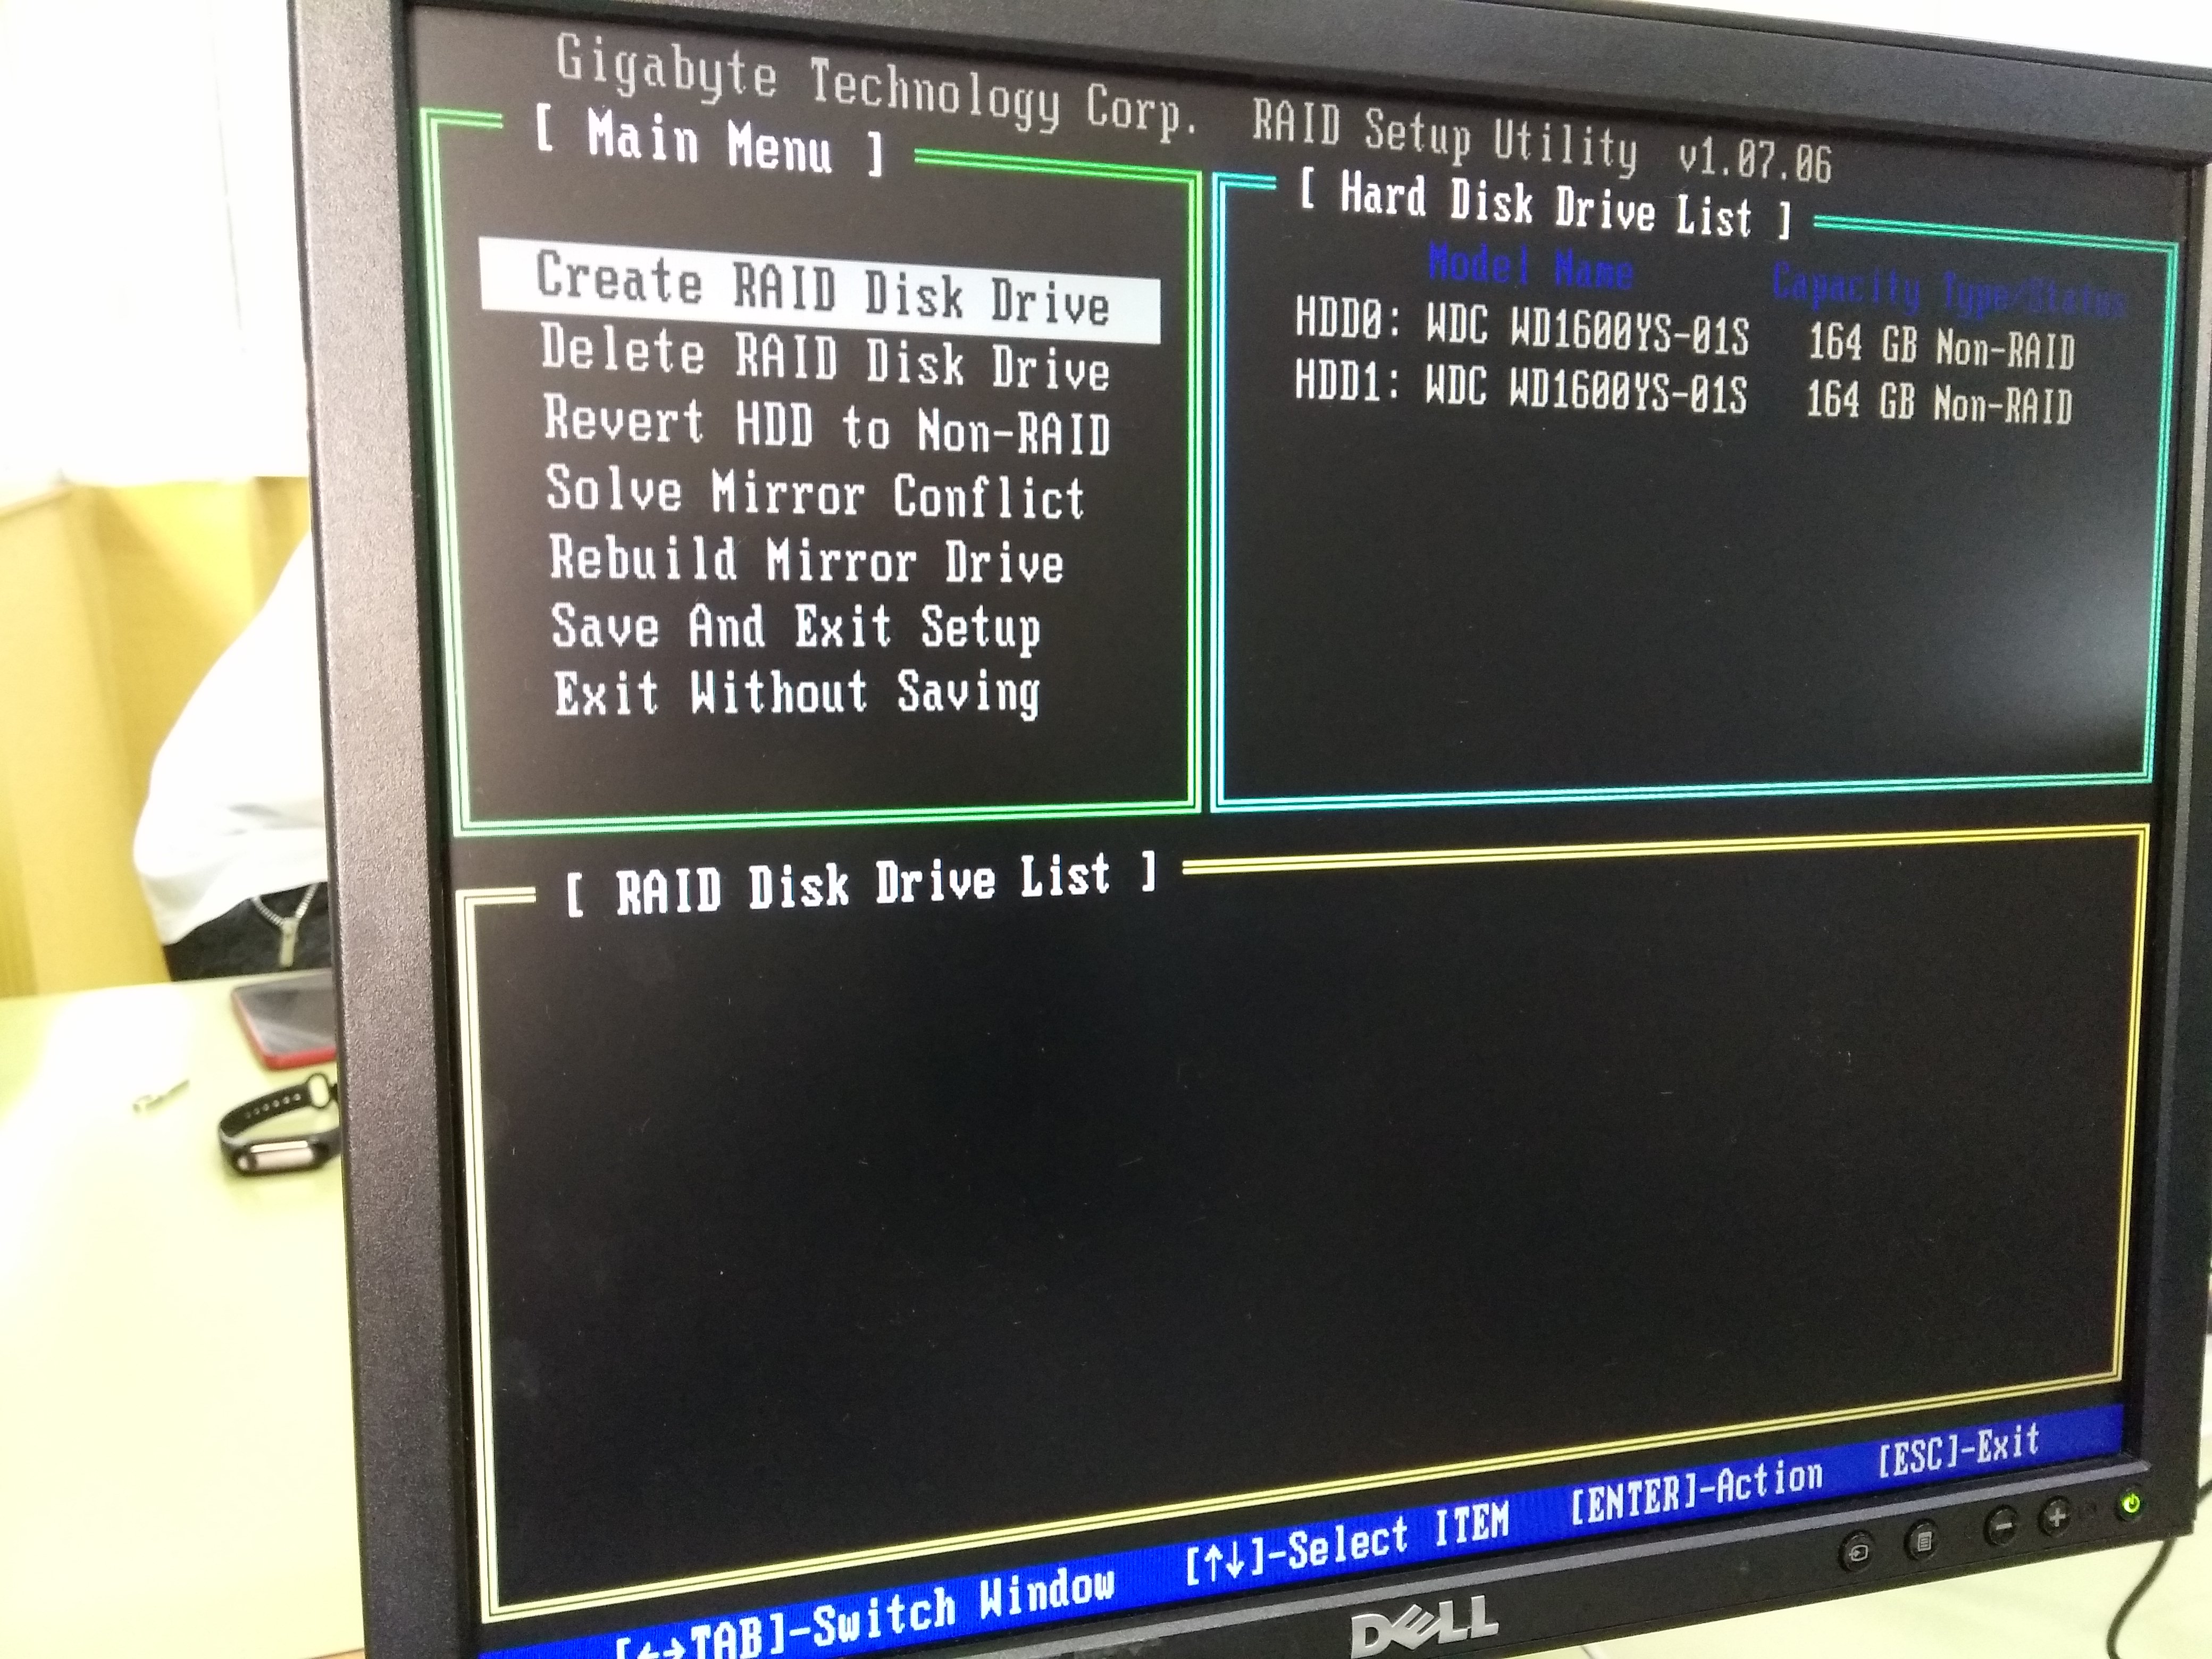 Gigabyte Technology Corp. RAID Setup Utility v1.07.06
[ Main Menu ]
Create RAID Disk Drive
Delete RAID Disk Drive
Revert HDD to Non-RAID
Solve Mirror Conflict
Rebuild Mirror Drive
Save And Exit Setup
Exit Without Saving
[ Hard Disk Drive List ]
Model Name Capacity Type/Status
HDD0: WDC WD1600YS-01S 164 GB Non-RAID
HDD1: WDC WD1600YS-01S 164 GB Non-RAID
[ RAID Disk Drive List ]
[←→TAB]-Switch Window [↑↓]-Select ITEM [ENTER]-Action [ESC]-Exit
DELL